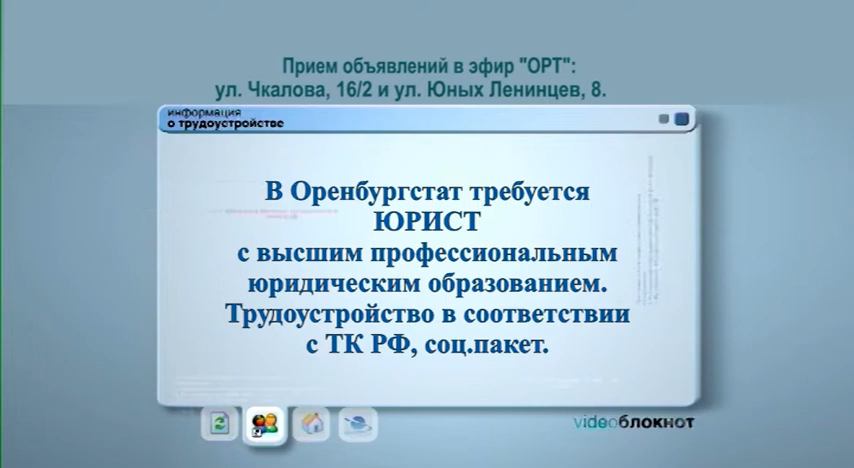 Прием объявлений в эфир "ОРТ":
ул. Чкалова, 16/2 и ул. Юных Ленинцев, 8.
информация
о трудоустройстве
В Оренбургстат требуется
ЮРИСТ
с высшим профессиональным
юридическим образованием.
Трудоустройство в соответствии
с ТК РФ, соц.пакет.
videoблокнот